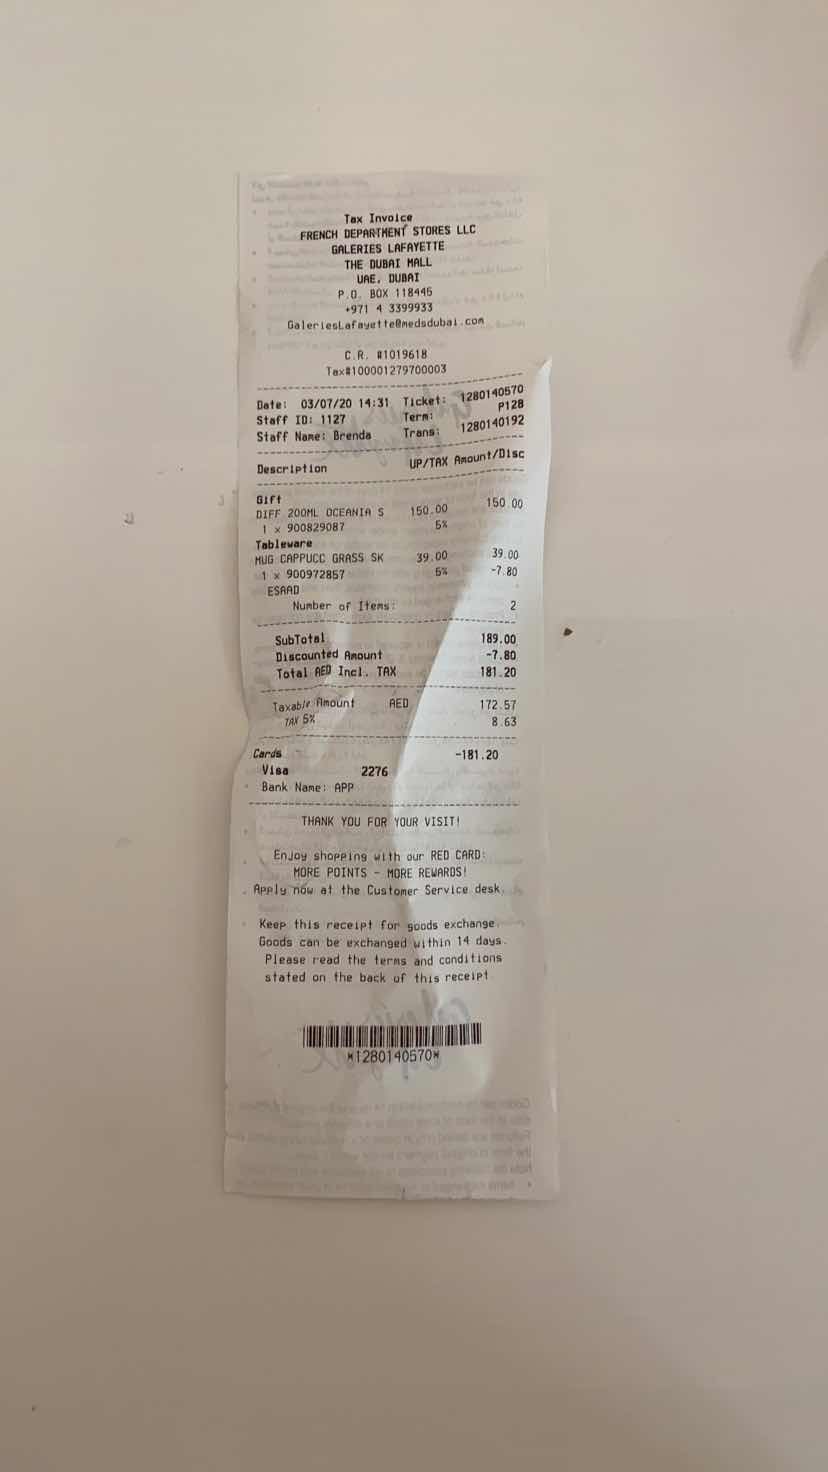 Tax Invoice
FRENCH DEPARTMENT STORES LLC
GALERIES LAFAYETTE
THE DUBAI MALL
UAE, DUBAI
P.O. BOX 118445
+971 4 3399933
GaleriesLafayette@medsdubai.com
C.R. #1019618
Tax#100001279700003
Date: 03/07/20 14:31 Ticket: 1280140570
Staff ID: 1127 Term: P128
Staff Name: Brenda Trans: 1280140192
Description UP/TAX Amount/Disc
Gift
DIFF 200ML OCEANIA S 150.00 150.00
1 x 900829087 5%
Tableware
MUG CAPPUCC GRASS SK 39.00 39.00
1 x 900972857 5% -7.80
ESAAD
Number of Items: 2
SubTotal 189.00
Discounted Amount -7.80
Total AED Incl. TAX 181.20
Taxable Amount AED 172.57
TAX 5% 8.63
Cards -181.20
Visa 2276
Bank Name: APP
THANK YOU FOR YOUR VISIT!
Enjoy shopping with our RED CARD:
MORE POINTS - MORE REWARDS!
Apply now at the Customer Service desk.
Keep this receipt for goods exchange.
Goods can be exchanged within 14 days.
Please read the terms and conditions
stated on the back of this receipt
*1280140570*